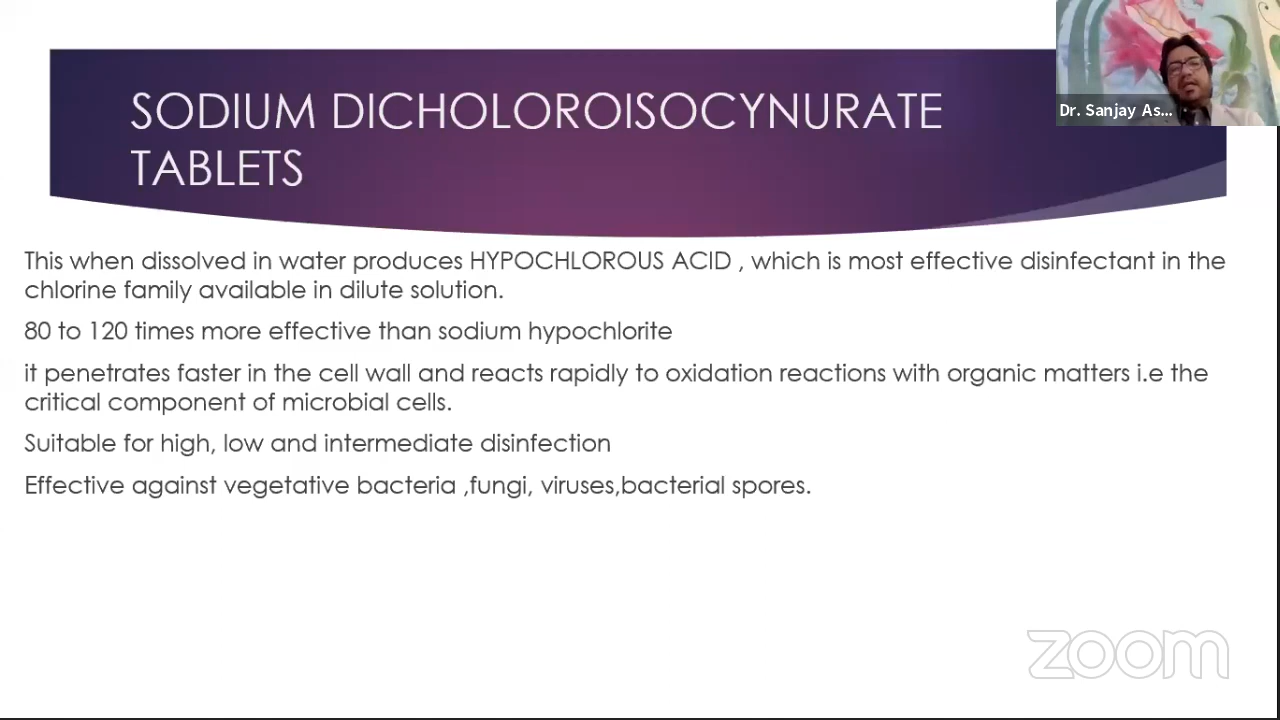 SODIUM DICHOLOROISOCYNURATE
TABLETS
Dr. Sanjay As...
This when dissolved in water produces HYPOCHLOROUS ACID , which is most effective disinfectant in the
chlorine family available in dilute solution.
80 to 120 times more effective than sodium hypochlorite
it penetrates faster in the cell wall and reacts rapidly to oxidation reactions with organic matters i.e the
critical component of microbial cells.
Suitable for high, low and intermediate disinfection
Effective against vegetative bacteria ,fungi, viruses,bacterial spores.
zoom